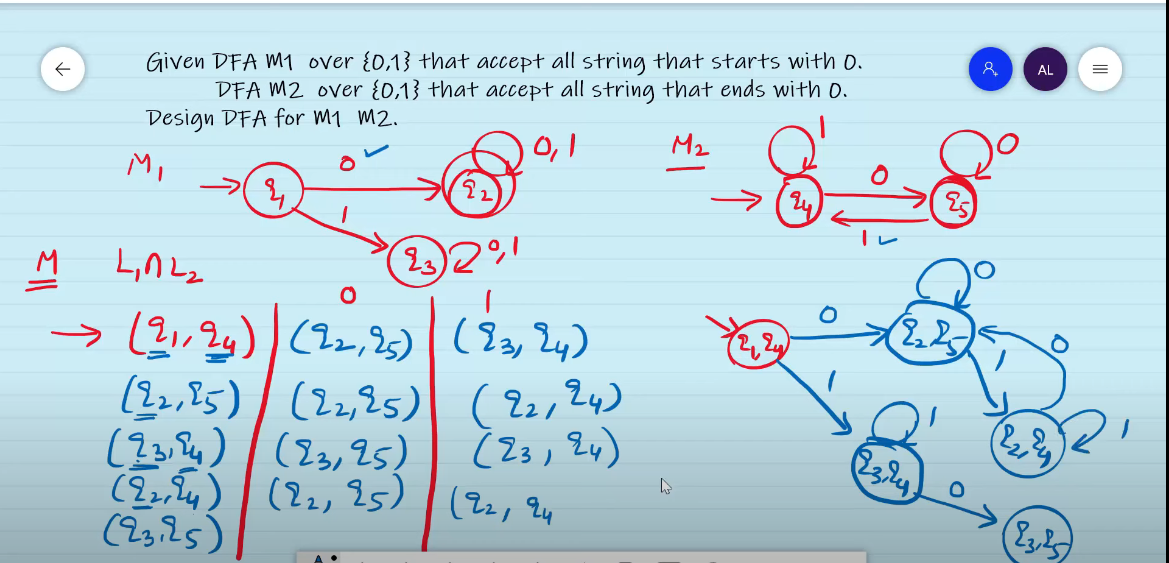 Given DFA M1 over {0,1} that accept all string that starts with 0.
AL
DFA M2 over {0,1} that accept all string that ends with 0.
Design DFA for M1 M2.
M1
0
q1
q2
0,1
1
q3
0,1
M2
1
q4
0
q5
0
1
M L1∩L2
0 1
(q1, q4) (q2, q5) (q3, q4)
(q2, q5) (q2, q5) (q2, q4)
(q3, q4) (q3, q5) (q3, q4)
(q2, q4) (q2, q5) (q2, q4
(q3, q5)
q1, q4
0
q2, q5
0
1
0
q2, q4
1
1
q3, q4
1
0
q3, q5